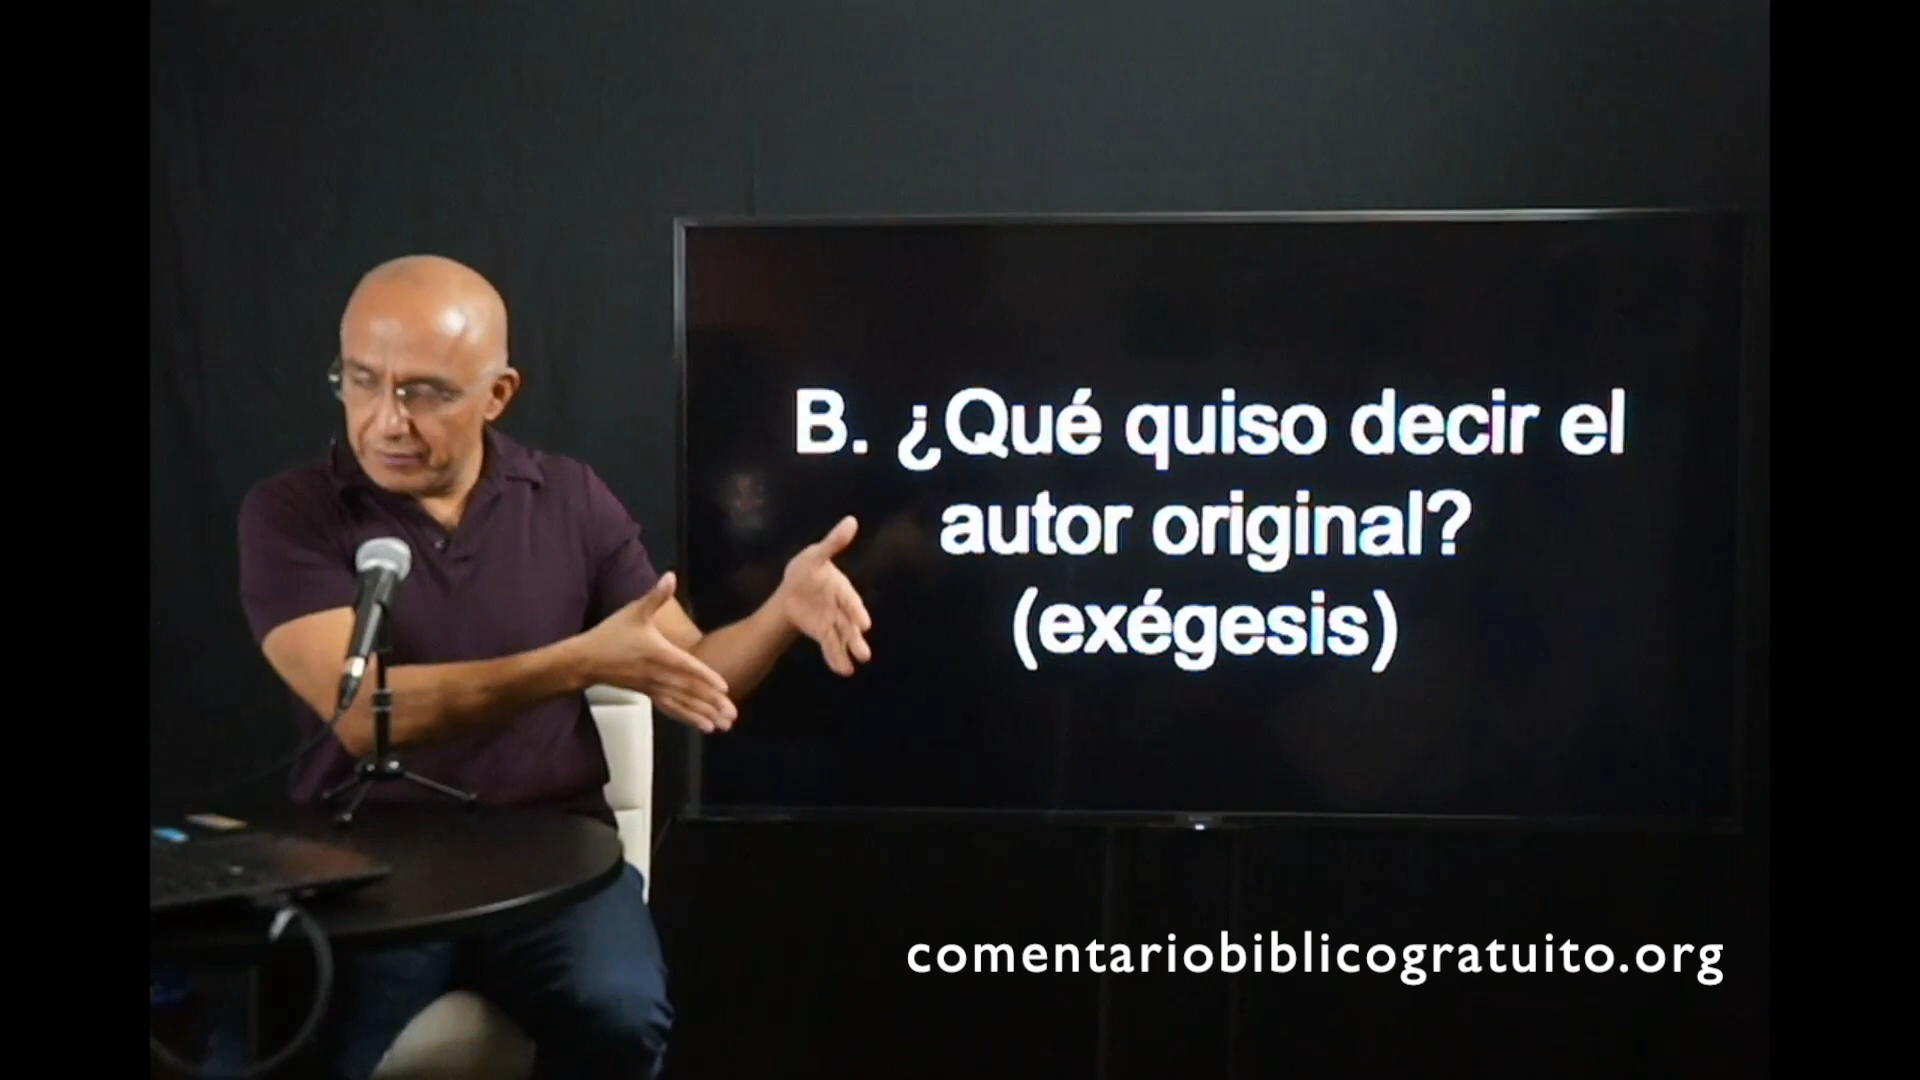 B. ¿Qué quiso decir el
autor original?
(exégesis)
comentariobiblicogratuito.org